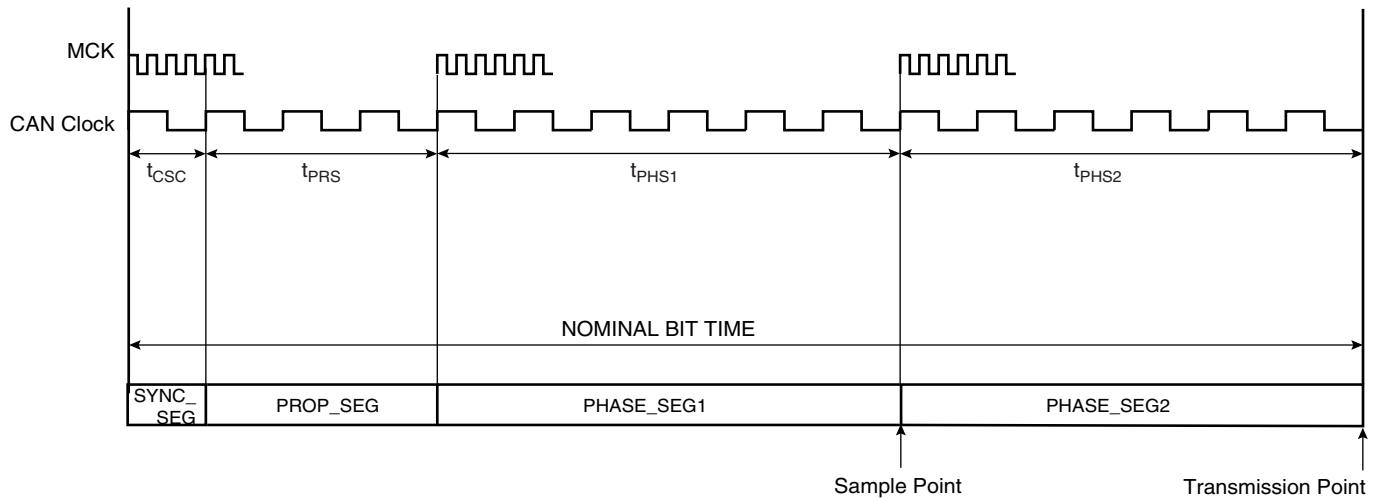 MCK
CAN Clock
tCSC
tPRS
tPHS1
tPHS2
NOMINAL BIT TIME
SYNC_
SEG
PROP_SEG
PHASE_SEG1
PHASE_SEG2
Sample Point
Transmission Point